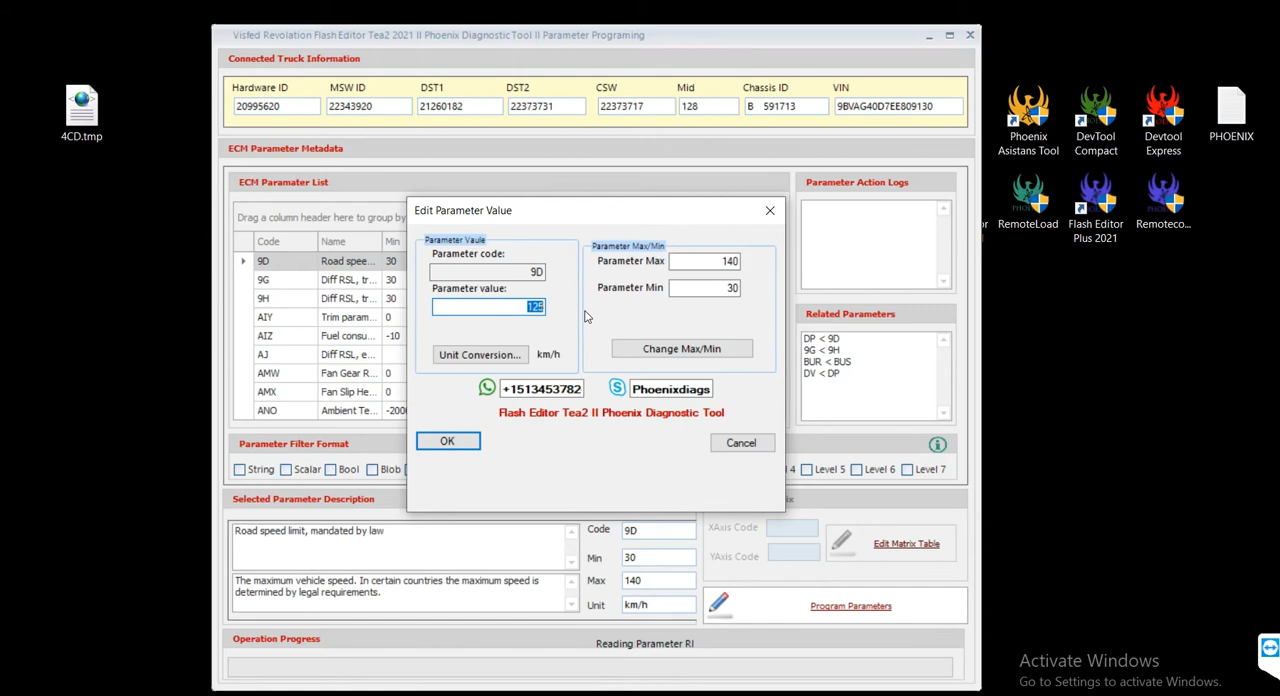 Visfed Revolation Flash Editor Tea2 2021 II Phoenix Diagnostic Tool II Parameter Programing
Connected Truck Information
Hardware ID MSW ID DST1 DST2 CSW Mid Chassis ID VIN
20995620 22343920 21260182 22373731 22373717 128 B 591713 9BVAG40D7EE809130
ECM Parameter Metadata
ECM Paramater List
Drag a column header here to group by
Code Name Min
9D Road spee... 30
9G Diff RSL, tr... 30
9H Diff RSL, tr... 30
AIY Trim param... 0
AIZ Fuel consu... -10
AJ Diff RSL, e...
AMW Fan Gear R... 0
AMX Fan Slip He... 0
ANO Ambient Te... -2000
Parameter Filter Format
String Scalar Bool Blob
4 Level 5 Level 6 Level 7
Edit Parameter Value
Parameter Vaule
Parameter code:
9D
Parameter value:
125
Unit Conversion... km/h
Parameter Max/Min
Parameter Max 140
Parameter Min 30
Change Max/Min
+1513453782 Phoenixdiags
Flash Editor Tea2 II Phoenix Diagnostic Tool
OK Cancel
Parameter Action Logs
Related Parameters
DP < 9D
9G < 9H
BUR < BUS
DV < DP
Selected Parameter Description
Road speed limit, mandated by law
The maximum vehicle speed. In certain countries the maximum speed is
determined by legal requirements.
Code 9D
Min 30
Max 140
Unit km/h
XAxis Code
YAxis Code
Edit Matrix Table
Program Parameters
Operation Progress
Reading Parameter RI
4CD.tmp
Phoenix
Asistans Tool
DevTool
Compact
Devtool
Express
PHOENIX
RemoteLoad
Flash Editor
Plus 2021
Remoteco...
Activate Windows
Go to Settings to activate Windows.